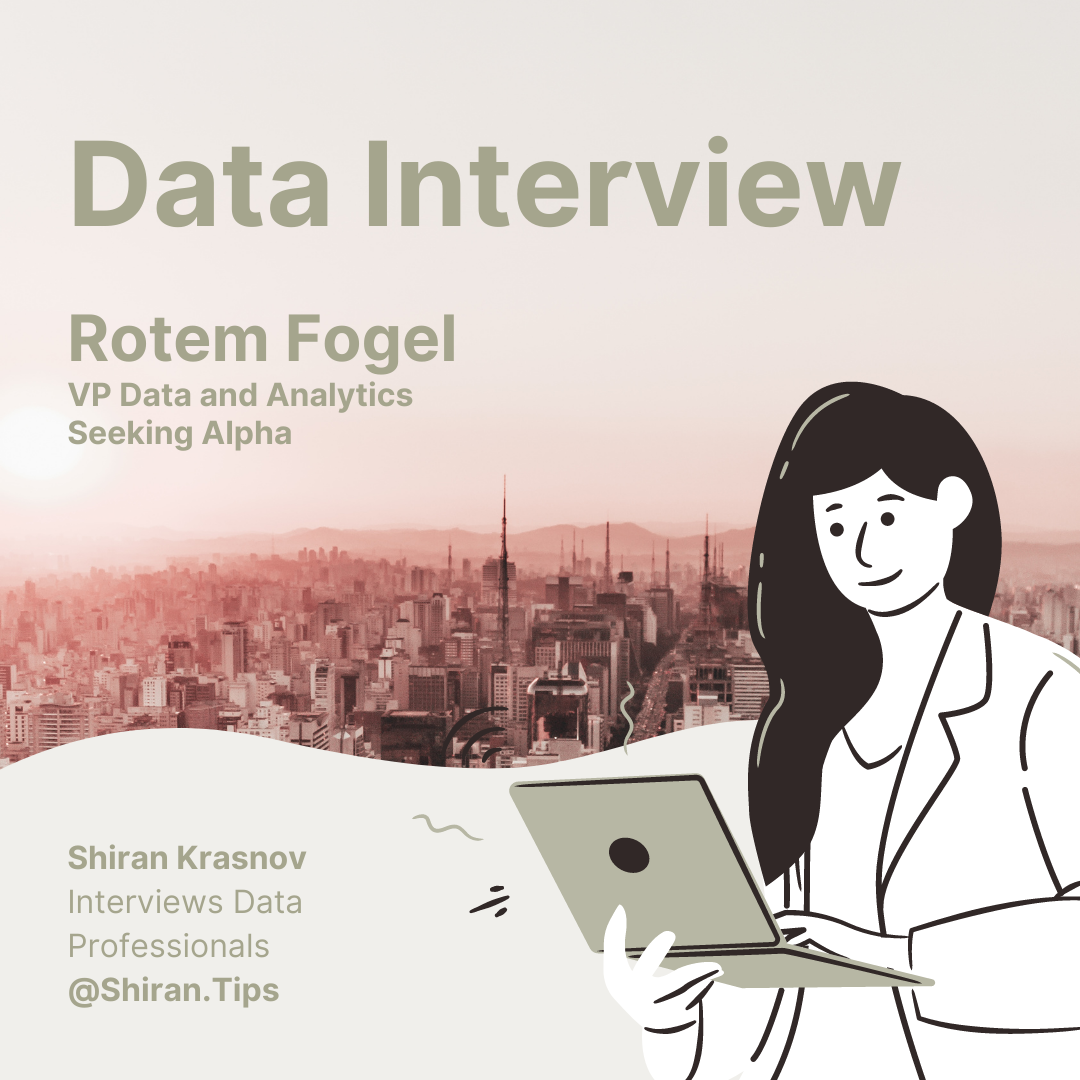 Data Interview
Rotem Fogel
VP Data and Analytics
Seeking Alpha
Shiran Krasnov
Interviews Data
Professionals
@Shiran.Tips